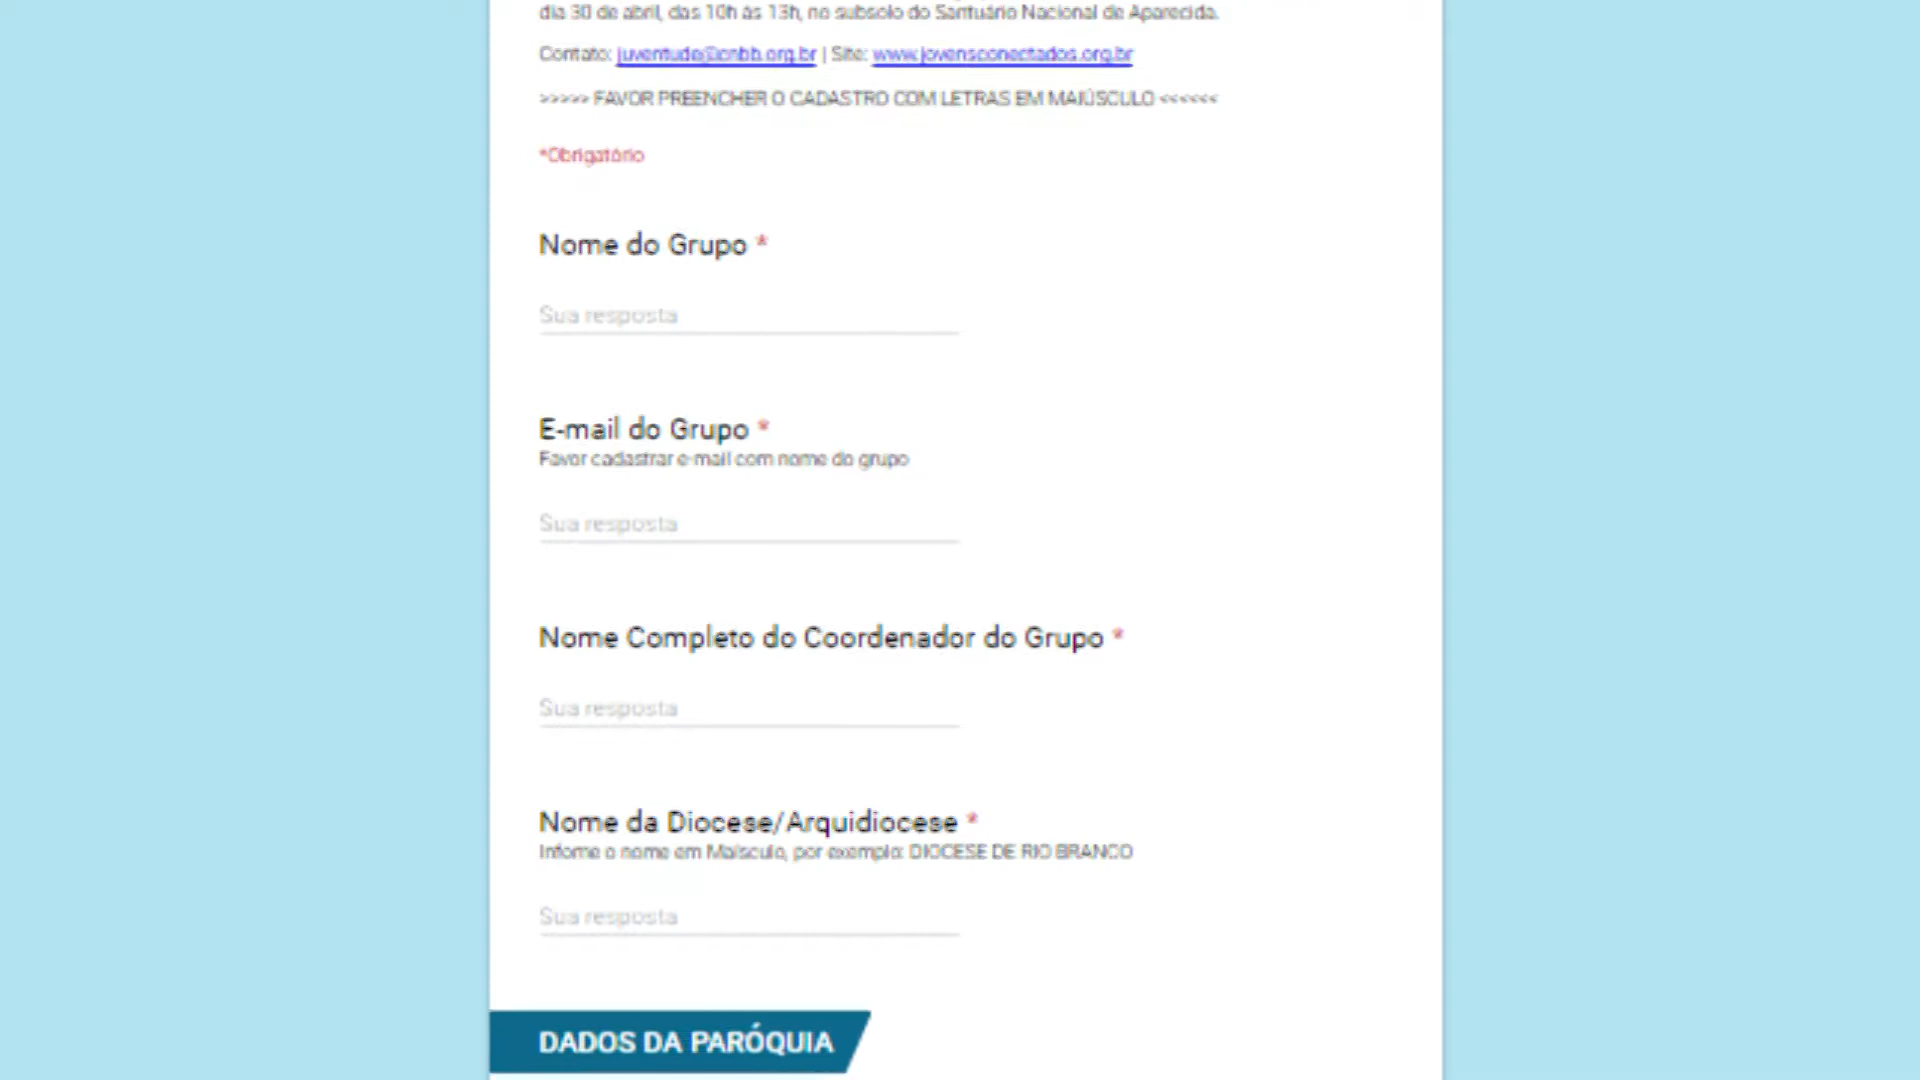 dia 30 de abril, das 10h às 13h, no subsolo do Santuário Nacional de Aparecida.
Contato: juventude@cnbb.org.br | Site: www.jovensconectados.org.br
>>>>> FAVOR PREENCHER O CADASTRO COM LETRAS EM MAIÚSCULO <<<<<<
*Obrigatório
Nome do Grupo *
Sua resposta
E-mail do Grupo *
Favor cadastrar e-mail com nome do grupo
Sua resposta
Nome Completo do Coordenador do Grupo *
Sua resposta
Nome da Diocese/Arquidiocese *
Informe o nome em Maísculo, por exemplo: DIOCESE DE RIO BRANCO
Sua resposta
DADOS DA PARÓQUIA